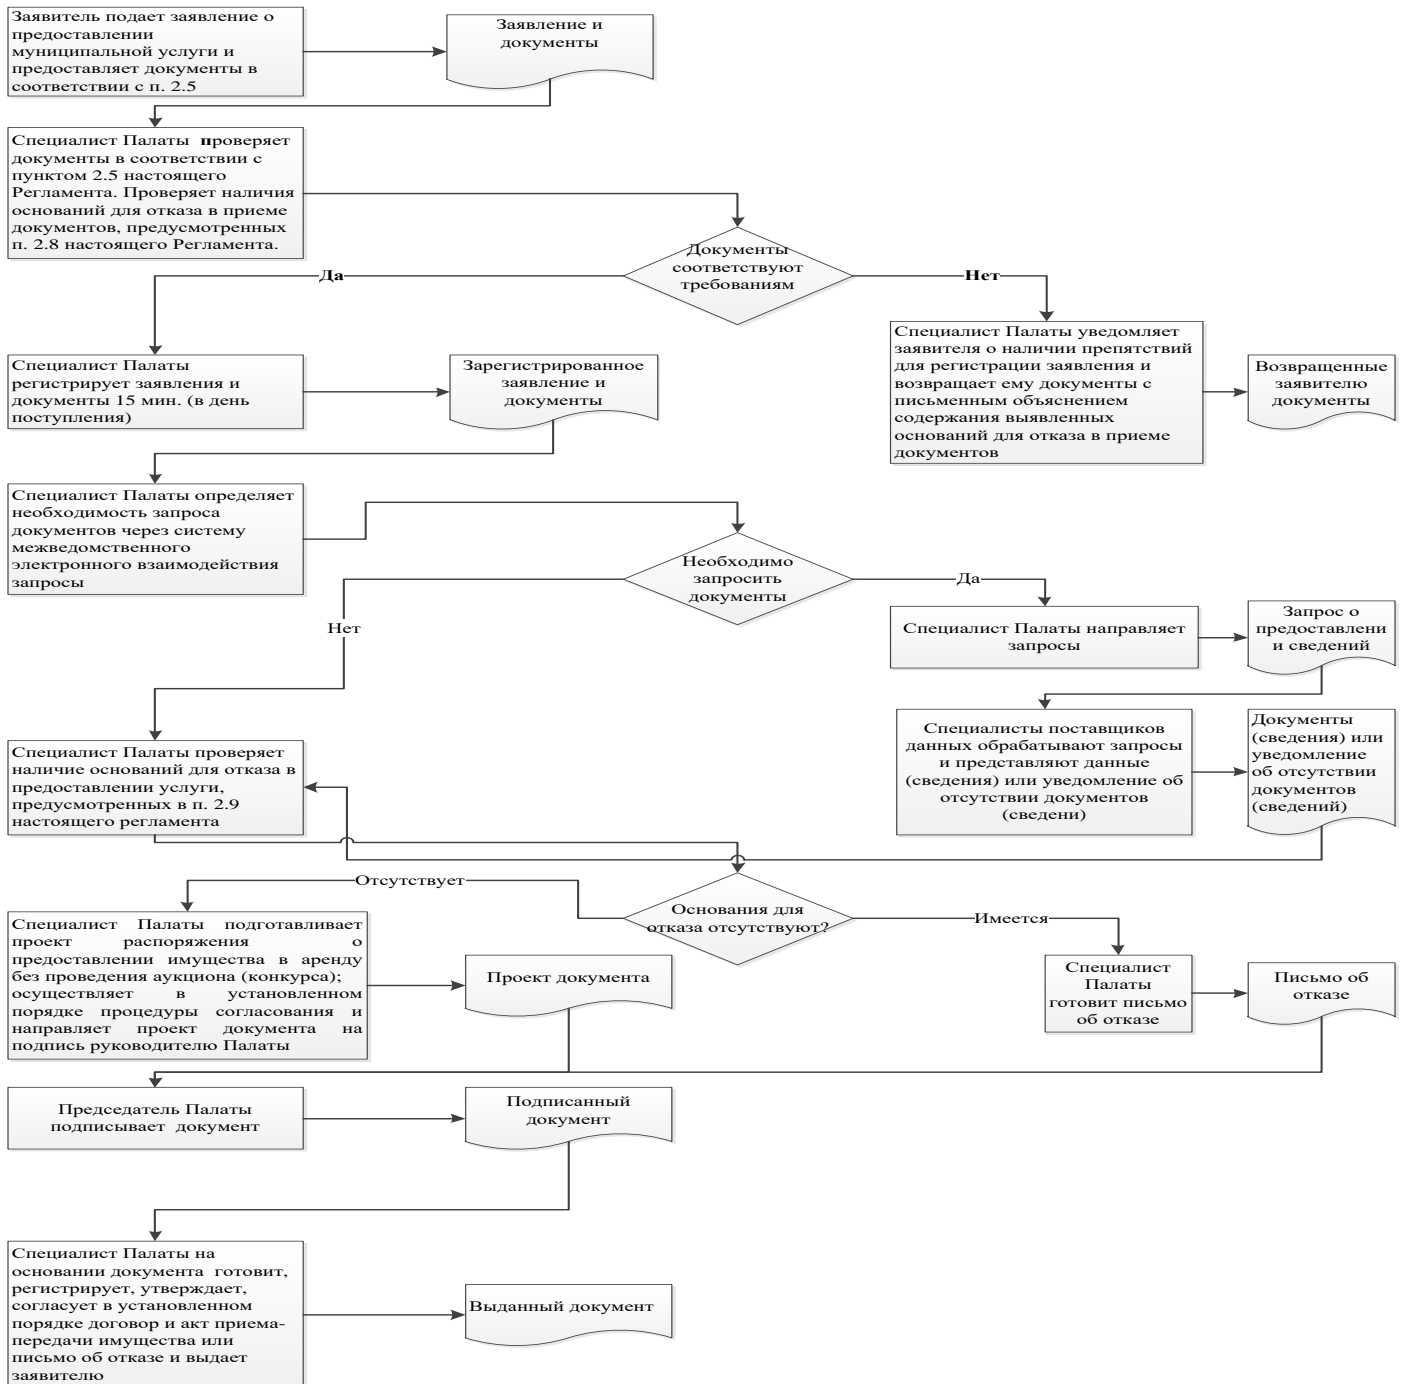 Заявитель подает заявление о
предоставлении
муниципальной услуги и
предоставляет документы в
соответствии с п. 2.5
Заявление и
документы
Специалист Палаты проверяет
документы в соответствии с
пунктом 2.5 настоящего
Регламента. Проверяет наличия
оснований для отказа в приеме
документов, предусмотренных
п. 2.8 настоящего Регламента.
Документы
соответствуют
требованиям
Да
Нет
Специалист Палаты
регистрирует заявления и
документы 15 мин. (в день
поступления)
Зарегистрированное
заявление и
документы
Специалист Палаты уведомляет
заявителя о наличии препятствий
для регистрации заявления и
возвращает ему документы с
письменным объяснением
содержания выявленных
оснований для отказа в приеме
документов
Возвращенные
заявителю
документы
Специалист Палаты определяет
необходимость запроса
документов через систему
межведомственного
электронного взаимодействия
запросы
Необходимо
запросить
документы
Да
Нет
Специалист Палаты направляет
запросы
Запрос о
предоставлени
и сведений
Специалисты поставщиков
данных обрабатывают запросы
и представляют данные
(сведения) или уведомление об
отсутствии документов
(сведени)
Документы
(сведения) или
уведомление
об отсутствии
документов
(сведений)
Специалист Палаты проверяет
наличие оснований для отказа в
предоставлении услуги,
предусмотренных в п. 2.9
настоящего регламента
Основания для
отказа отсутствуют?
Отсутствует
Имеется
Специалист Палаты подготавливает
проект распоряжения о
предоставлении имущества в аренду
без проведения аукциона (конкурса);
осуществляет в установленном
порядке процедуры согласования и
направляет проект документа на
подпись руководителю Палаты
Проект документа
Специалист
Палаты
готовит письмо
об отказе
Письмо об
отказе
Председатель Палаты
подписывает документ
Подписанный
документ
Специалист Палаты на
основании документа готовит,
регистрирует, утверждает,
согласует в установленном
порядке договор и акт приема-
передачи имущества или
письмо об отказе и выдает
заявителю
Выданный документ